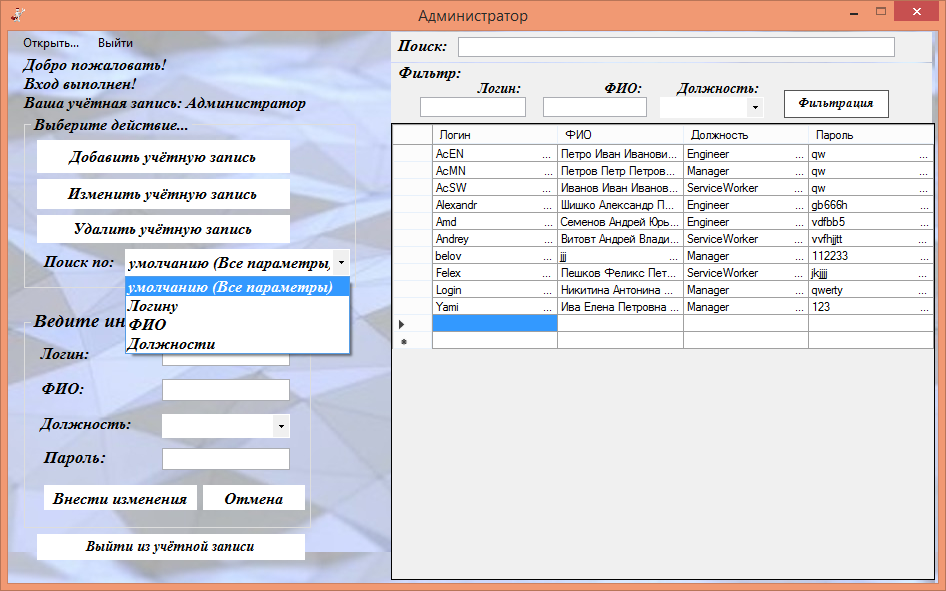 Администратор
Открыть... Выйти
Добро пожаловать!
Вход выполнен!
Ваша учётная запись: Администратор
Выберите действие...
Добавить учётную запись
Изменить учётную запись
Удалить учётную запись
Поиск по: умолчанию (Все параметры,
умолчанию (Все параметры)
Логину
ФИО
Должности
Ведите ин
Логин:
ФИО:
Должность:
Пароль:
Внести изменения Отмена
Выйти из учётной записи
Поиск:
Фильтр:
Логин: ФИО: Должность:
Фильтрация
Логин ФИО Должность Пароль
AcEN ... Петро Иван Иванови... Engineer ... qw ...
AcMN ... Петров Петр Петров... Manager ... qw ...
AcSW ... Иванов Иван Иванов... ServiceWorker ... qw ...
Alexandr ... Шишко Александр П... Engineer ... gb666h ...
Amd ... Семенов Андрей Юрь... Engineer ... vdfbb5 ...
Andrey ... Витовт Андрей Влади... ServiceWorker ... vvfhjjtt ...
belov ... jjj ... Manager ... 112233 ...
Felex ... Пешков Феликс Пет... ServiceWorker ... jkjjjj ...
Login ... Никитина Антонина ... Manager ... qwerty ...
Yami ... Ива Елена Петровна ... Manager ... 123 ...